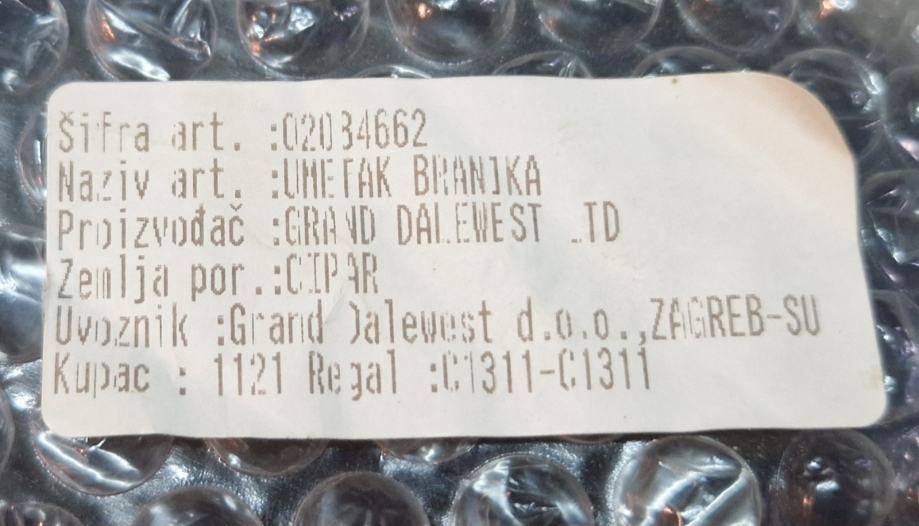 Šifra art. :02034662
Naziv art. :UMETAK BRANIKA
Proizvođač :GRAND DALEWEST LTD
Zemlja por.:CIPAR
Uvoznik :Grand Dalewest d.o.o.,ZAGREB-SU
Kupac : 1121 Regal :C1311-C1311